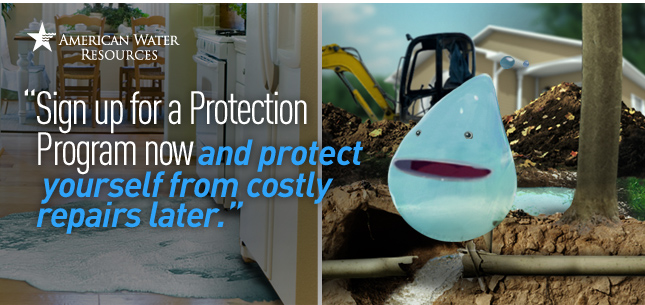 AMERICAN WATER
RESOURCES
“Sign up for a Protection
Program now and protect
yourself from costly
repairs later.”